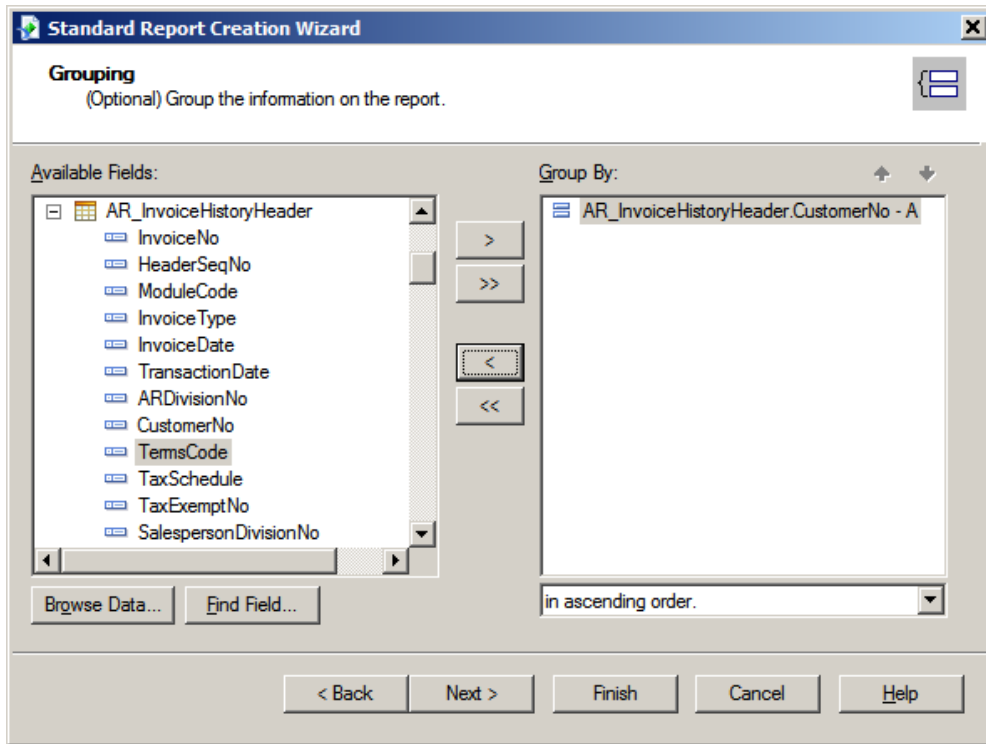 Standard Report Creation Wizard
Grouping
(Optional) Group the information on the report.
Available Fields:
AR_InvoiceHistoryHeader
InvoiceNo
HeaderSeqNo
ModuleCode
InvoiceType
InvoiceDate
TransactionDate
ARDivisionNo
CustomerNo
TermsCode
TaxSchedule
TaxExemptNo
SalespersonDivisionNo
Browse Data...
Find Field...
>
>>
<
<<
Group By:
AR_InvoiceHistoryHeader.CustomerNo - A
in ascending order.
< Back
Next >
Finish
Cancel
Help